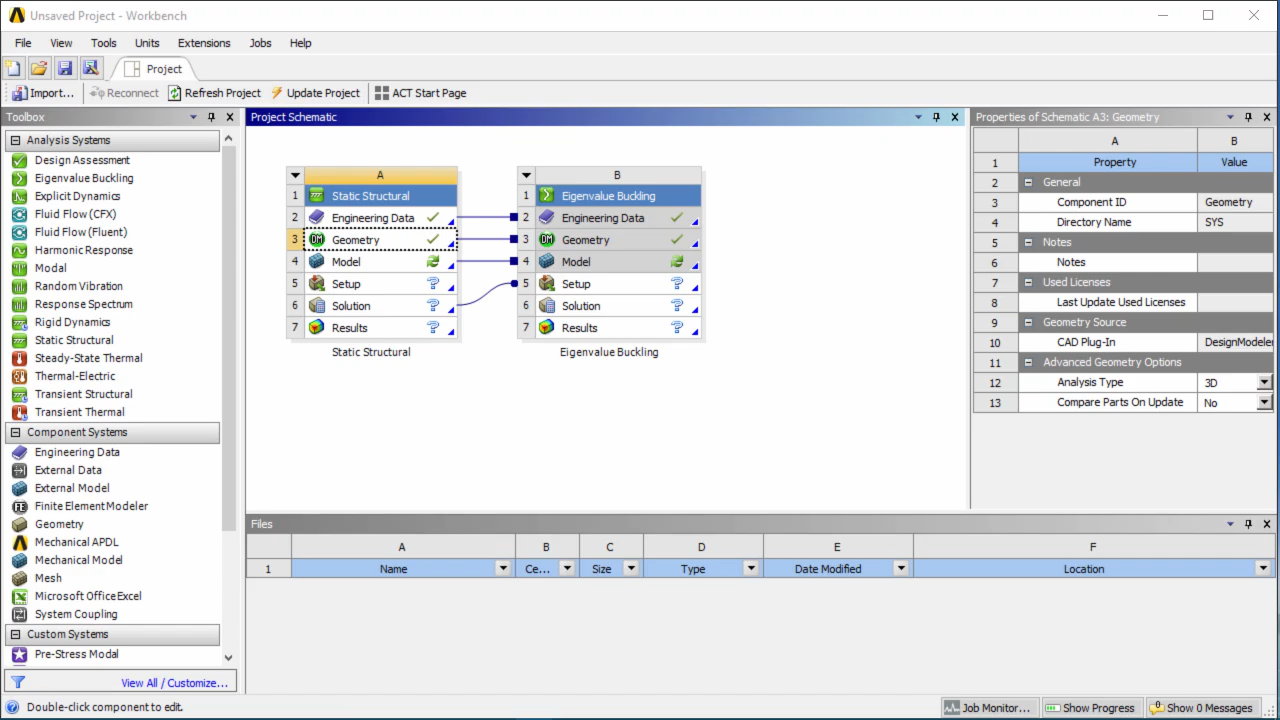 Unsaved Project - Workbench
File View Tools Units Extensions Jobs Help
Project
Import... Reconnect Refresh Project Update Project ACT Start Page
Toolbox
Analysis Systems
Design Assessment
Eigenvalue Buckling
Explicit Dynamics
Fluid Flow (CFX)
Fluid Flow (Fluent)
Harmonic Response
Modal
Random Vibration
Response Spectrum
Rigid Dynamics
Static Structural
Steady-State Thermal
Thermal-Electric
Transient Structural
Transient Thermal
Component Systems
Engineering Data
External Data
External Model
Finite Element Modeler
Geometry
Mechanical APDL
Mechanical Model
Mesh
Microsoft Office Excel
System Coupling
Custom Systems
Pre-Stress Modal
View All / Customize...
Project Schematic
A
1 Static Structural
2 Engineering Data
3 Geometry
4 Model
5 Setup
6 Solution
7 Results
Static Structural
B
1 Eigenvalue Buckling
2 Engineering Data
3 Geometry
4 Model
5 Setup
6 Solution
7 Results
Eigenvalue Buckling
Properties of Schematic A3: Geometry
A B
1 Property Value
2 General
3 Component ID Geometry
4 Directory Name SYS
5 Notes
6 Notes
7 Used Licenses
8 Last Update Used Licenses
9 Geometry Source
10 CAD Plug-In DesignModeler
11 Advanced Geometry Options
12 Analysis Type 3D
13 Compare Parts On Update No
Files
A B C D E F
1 Name Ce... Size Type Date Modified Location
Double-click component to edit.
Job Monitor... Show Progress Show 0 Messages